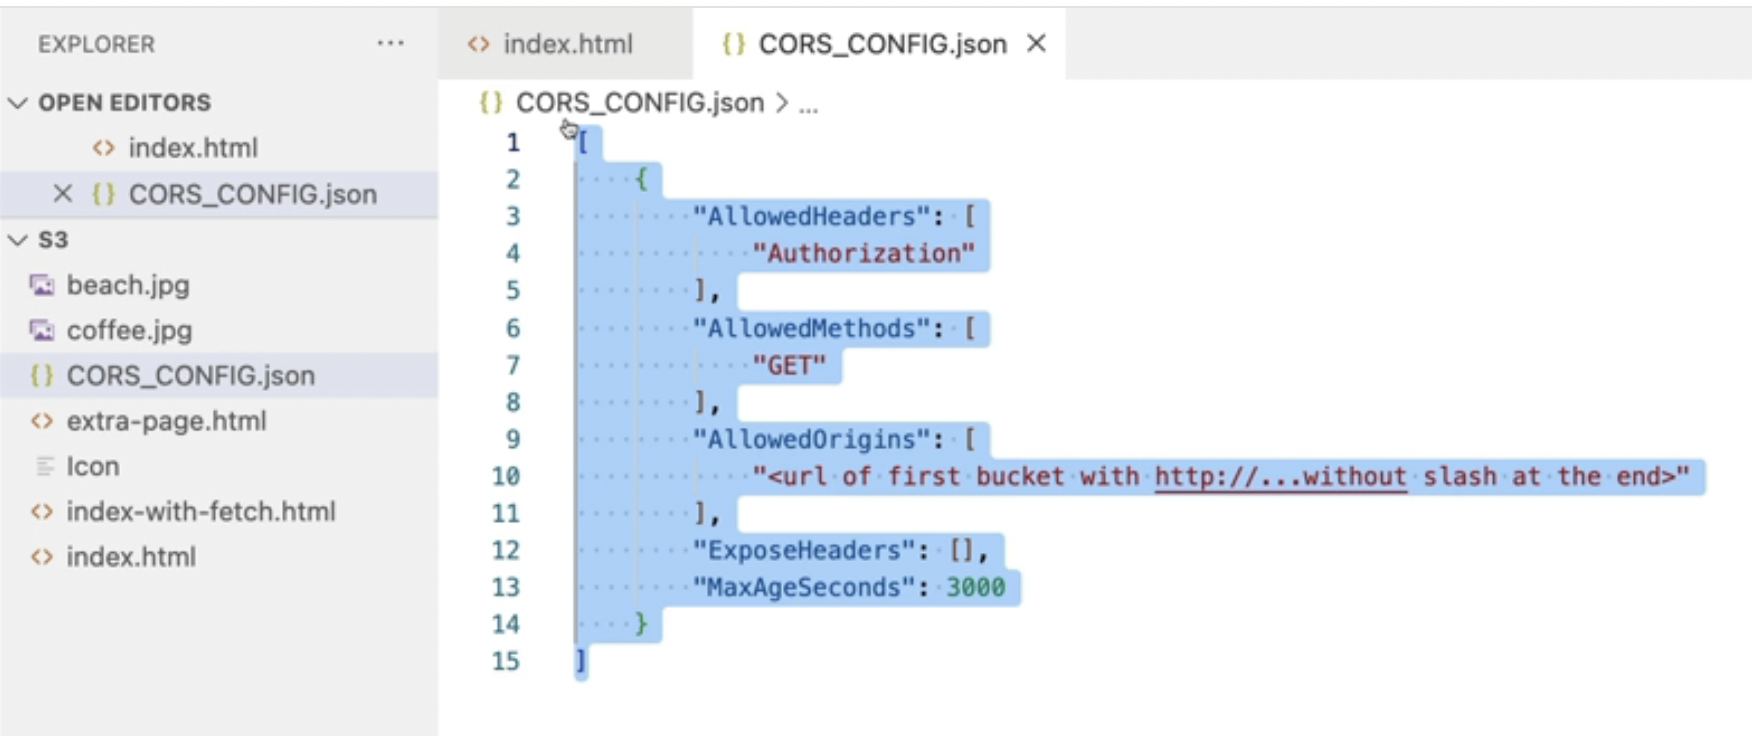 EXPLORER ...
OPEN EDITORS
<> index.html
{} CORS_CONFIG.json
S3
beach.jpg
coffee.jpg
{} CORS_CONFIG.json
<> extra-page.html
Icon
<> index-with-fetch.html
<> index.html
<> index.html {} CORS_CONFIG.json
{} CORS_CONFIG.json > ...
1 [
2 {
3 "AllowedHeaders": [
4 "Authorization"
5 ],
6 "AllowedMethods": [
7 "GET"
8 ],
9 "AllowedOrigins": [
10 "<url of first bucket with http://...without slash at the end>"
11 ],
12 "ExposeHeaders": [],
13 "MaxAgeSeconds": 3000
14 }
15 ]